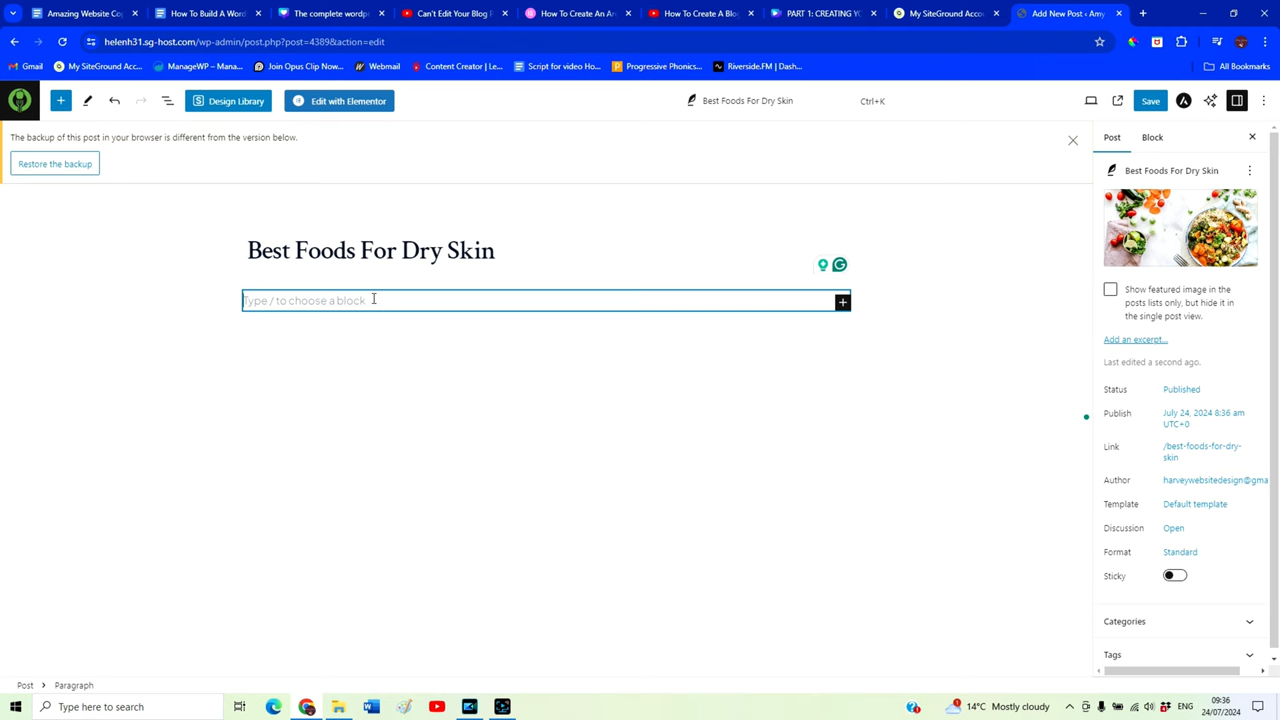 Amazing Website Cop
How To Build A Word
The complete wordpr
Can't Edit Your Blog P
How To Create An Ar
How To Create A Blog
PART 1: CREATING YO
My SiteGround Accou
Add New Post ‹ Amy
helenh31.sg-host.com/wp-admin/post.php?post=4389&action=edit
Gmail
My SiteGround Acc...
ManageWP – Mana...
Join Opus Clip Now...
Webmail
Content Creator | Le...
Script for video Ho...
Progressive Phonics...
Riverside.FM | Dash...
All Bookmarks
Design Library
Edit with Elementor
Best Foods For Dry Skin
Ctrl+K
Save
The backup of this post in your browser is different from the version below.
Restore the backup
Best Foods For Dry Skin
Type / to choose a block
Post
Block
Best Foods For Dry Skin
Show featured image in the
posts lists only, but hide it in
the single post view.
Add an excerpt...
Last edited a second ago.
Status
Published
Publish
July 24, 2024 8:36 am
UTC+0
Link
/best-foods-for-dry-
skin
Author
harveywebsitedesign@gma
Template
Default template
Discussion
Open
Format
Standard
Sticky
Categories
Tags
Post
Paragraph
Type here to search
14°C Mostly cloudy
ENG
09:36
24/07/2024